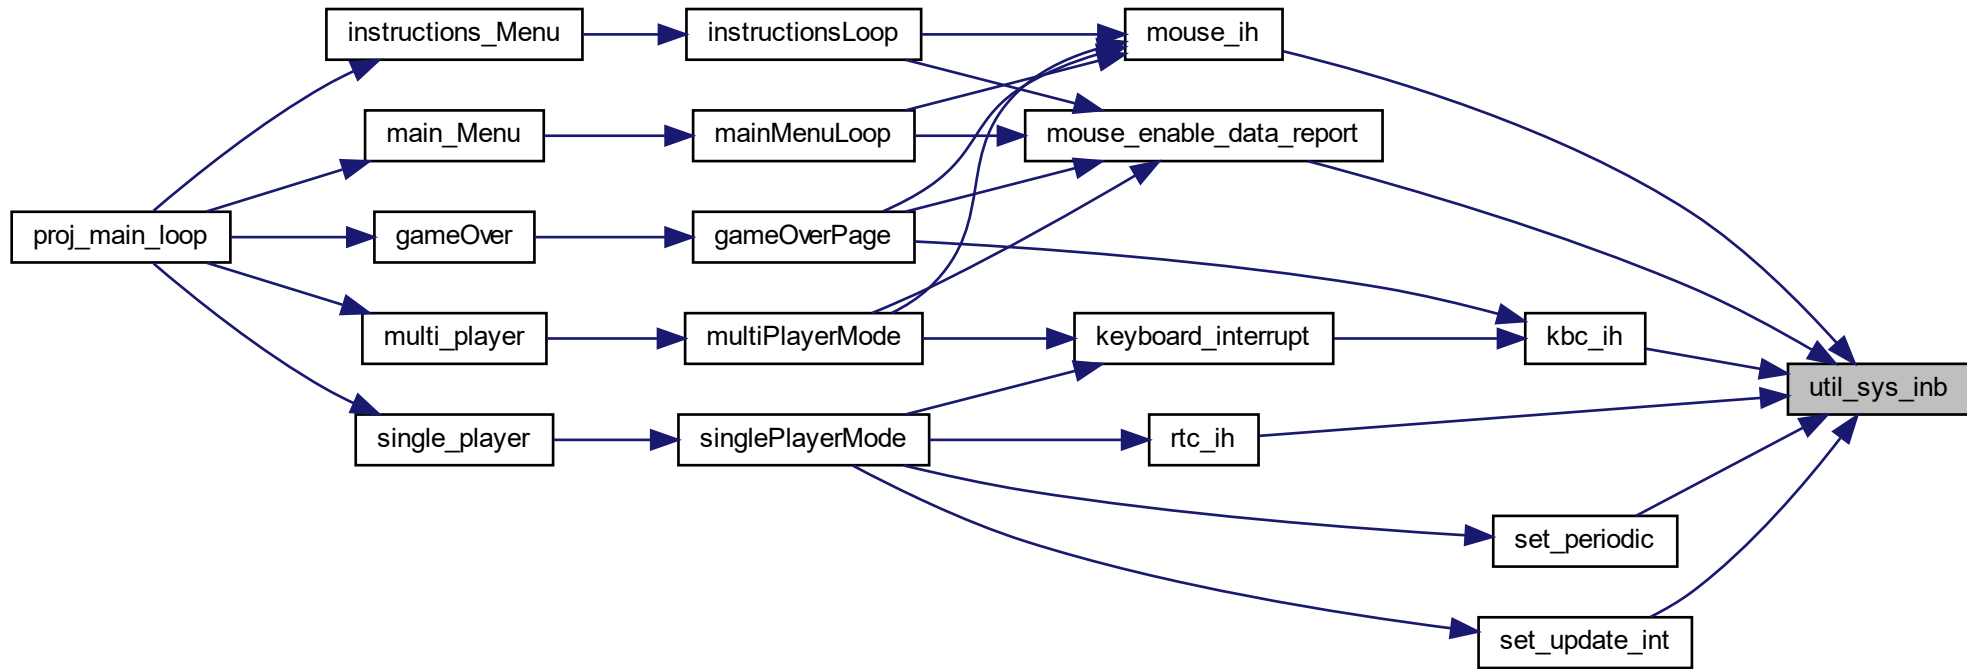 instructions_Menu
instructionsLoop
mouse_ih
main_Menu
mainMenuLoop
mouse_enable_data_report
proj_main_loop
gameOver
gameOverPage
multi_player
multiPlayerMode
keyboard_interrupt
kbc_ih
util_sys_inb
single_player
singlePlayerMode
rtc_ih
set_periodic
set_update_int